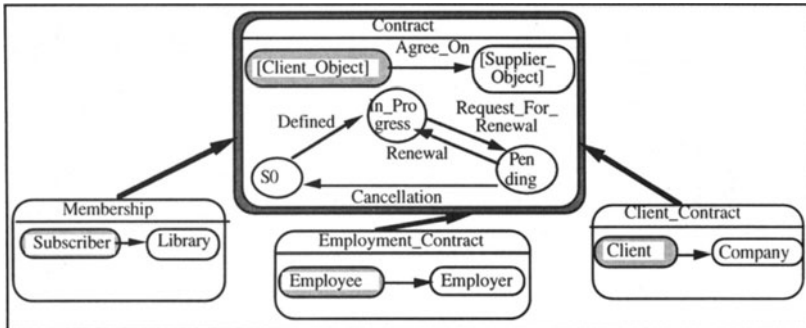 Contract
Agree_On
[Client_Object]
[Supplier_
Object]
In_Pro
gress
Request_For_
Renewal
Defined
Renewal
S0
Pen
ding
Cancellation
Membership
Subscriber
Library
Employment_Contract
Employee
Employer
Client_Contract
Client
Company